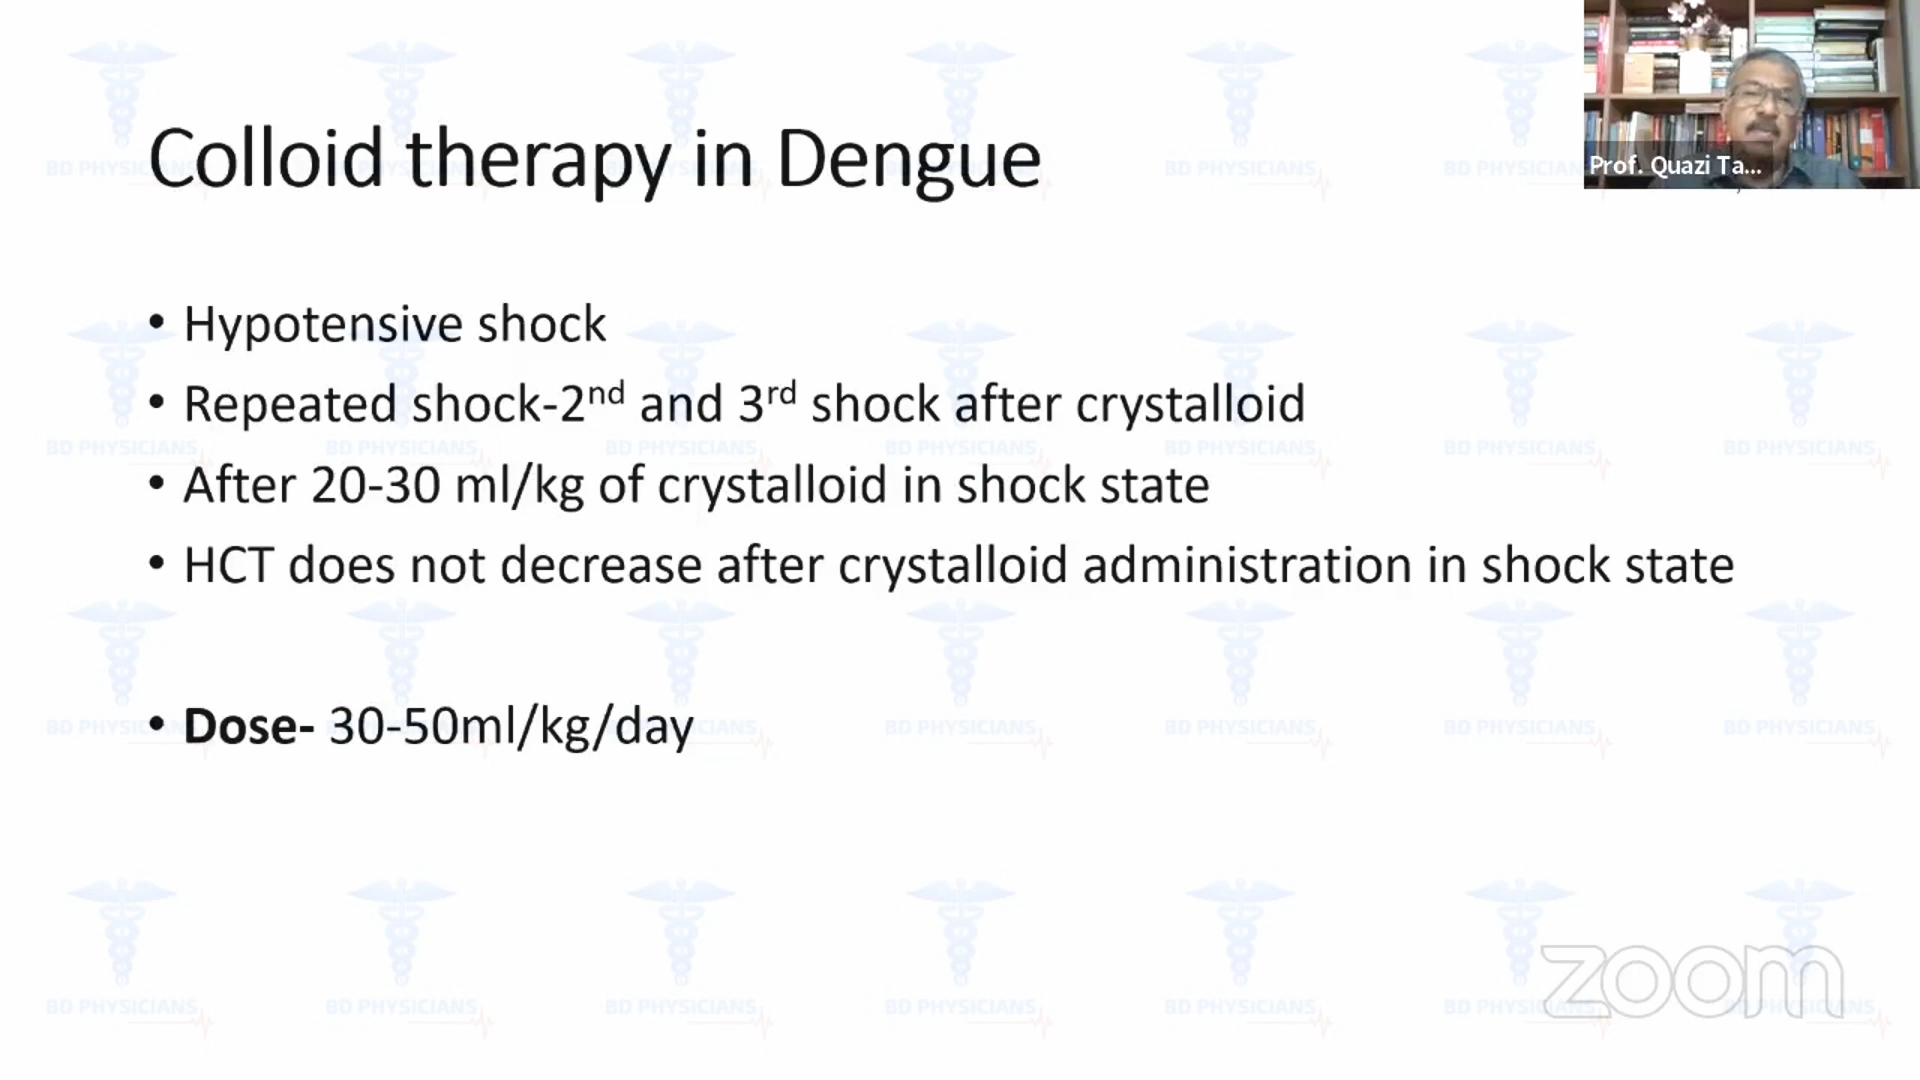 Colloid therapy in Dengue
Prof. Quazi Ta...
• Hypotensive shock
• Repeated shock-2nd and 3rd shock after crystalloid
• After 20-30 ml/kg of crystalloid in shock state
• HCT does not decrease after crystalloid administration in shock state
• Dose- 30-50ml/kg/day
zoom
BD PHYSICIANS